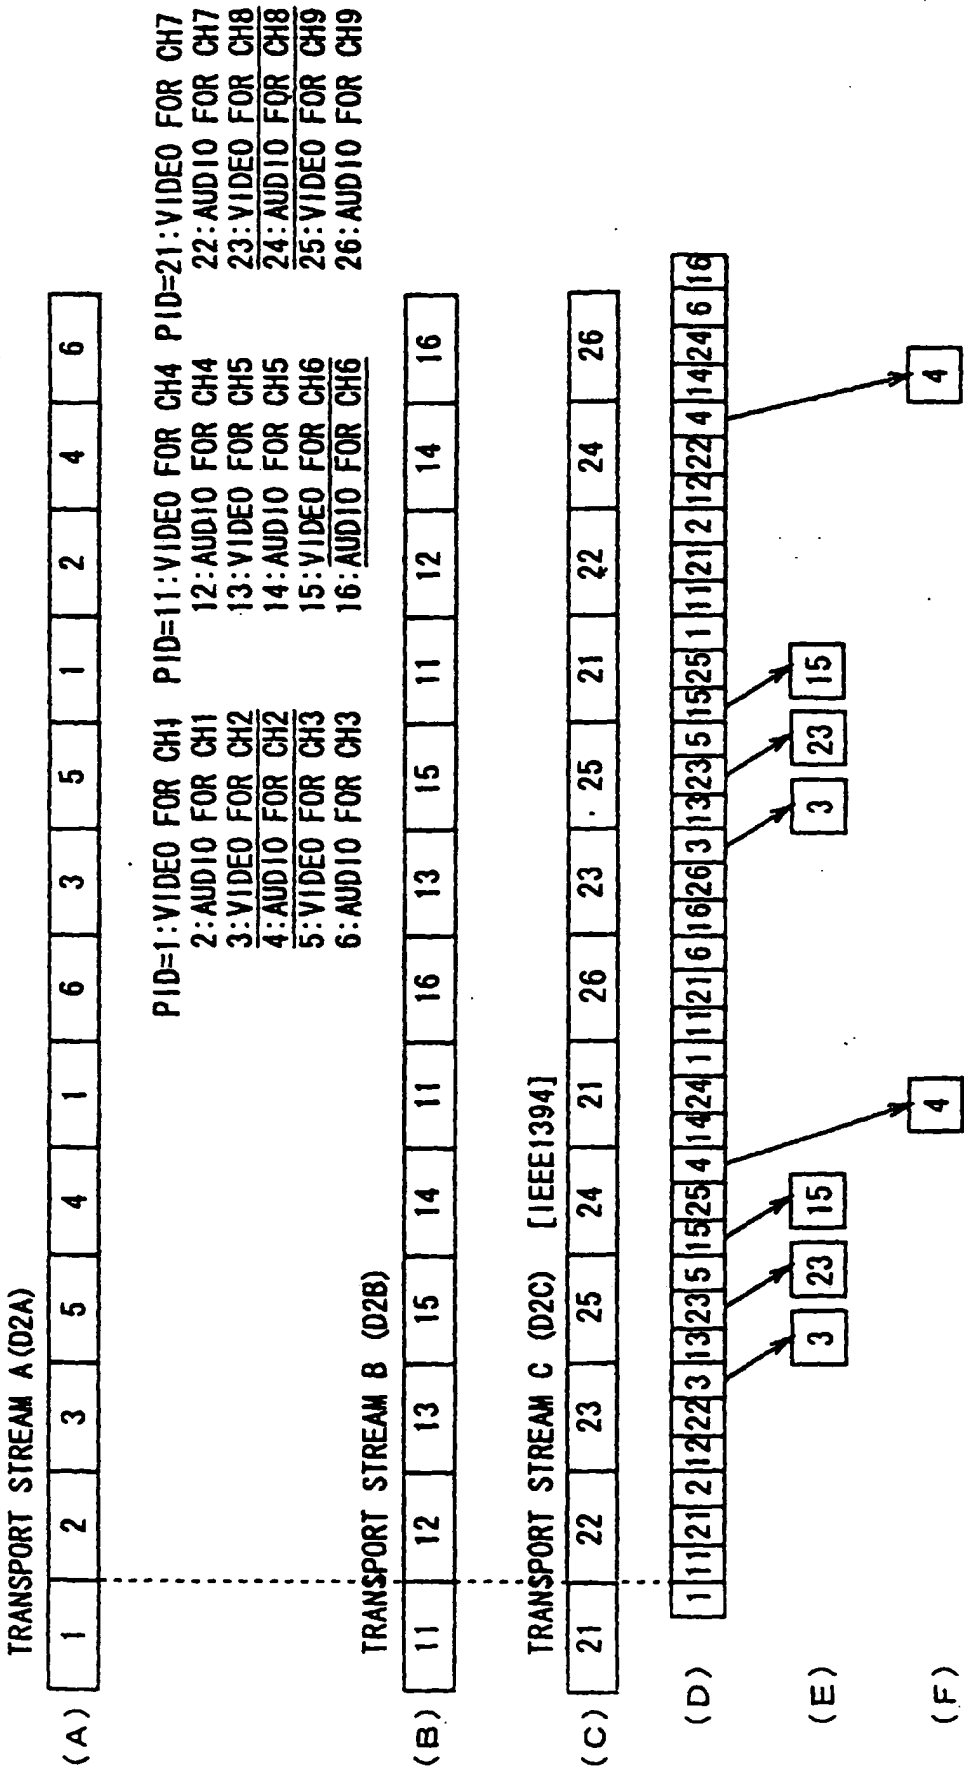 TRANSPORT STREAM A(D2A)
(A) 1 2 3 5 4 1 6 3 5 1 2 4 6
PID=1:VIDEO FOR CH1 PID=11:VIDEO FOR CH4 PID=21:VIDEO FOR CH7
2:AUDIO FOR CH1 12:AUDIO FOR CH4 22:AUDIO FOR CH7
3:VIDEO FOR CH2 13:VIDEO FOR CH5 23:VIDEO FOR CH8
4:AUDIO FOR CH2 14:AUDIO FOR CH5 24:AUDIO FOR CH8
5:VIDEO FOR CH3 15:VIDEO FOR CH6 25:VIDEO FOR CH9
6:AUDIO FOR CH3 16:AUDIO FOR CH6 26:AUDIO FOR CH9
TRANSPORT STREAM B (D2B)
(B) 11 12 13 15 14 11 16 13 15 11 12 14 16
TRANSPORT STREAM C (D2C) [IEEE1394]
(C) 21 22 23 25 24 21 26 23 25 21 22 24 26
(D) 1 11 21 2 12 22 3 13 23 5 15 25 4 14 24 1 11 21 6 16 26 3 13 23 5 15 25 1 11 21 2 12 22 4 14 24 6 16
(E) 3 23 15 3 23 15
(F) 4 4